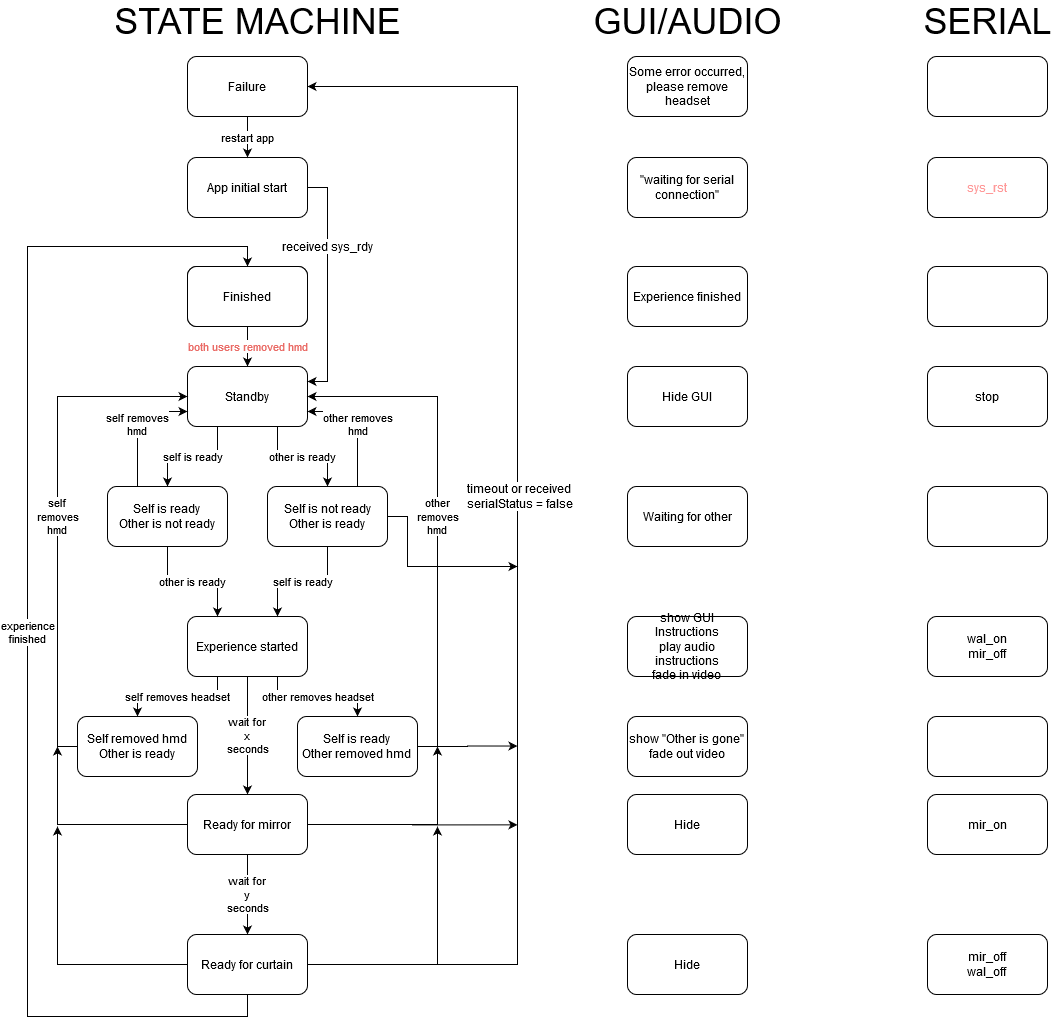 STATE MACHINE
GUI/AUDIO
SERIAL
Failure
Some error occurred,
please remove
headset
restart app
App initial start
"waiting for serial
connection"
sys_rst
received sys_rdy
Finished
Experience finished
both users removed hmd
Standby
Hide GUI
stop
self removes
hmd
other removes
hmd
self is ready
other is ready
self
removes
hmd
Self is ready
Other is not ready
Self is not ready
Other is ready
other
removes
hmd
timeout or received
serialStatus = false
Waiting for other
other is ready
self is ready
experience
finished
Experience started
show GUI
Instructions
play audio
instructions
fade in video
wal_on
mir_off
self removes headset
other removes headset
Self removed hmd
Other is ready
wait for
x
seconds
Self is ready
Other removed hmd
show "Other is gone"
fade out video
Ready for mirror
Hide
mir_on
wait for
y
seconds
Ready for curtain
Hide
mir_off
wal_off